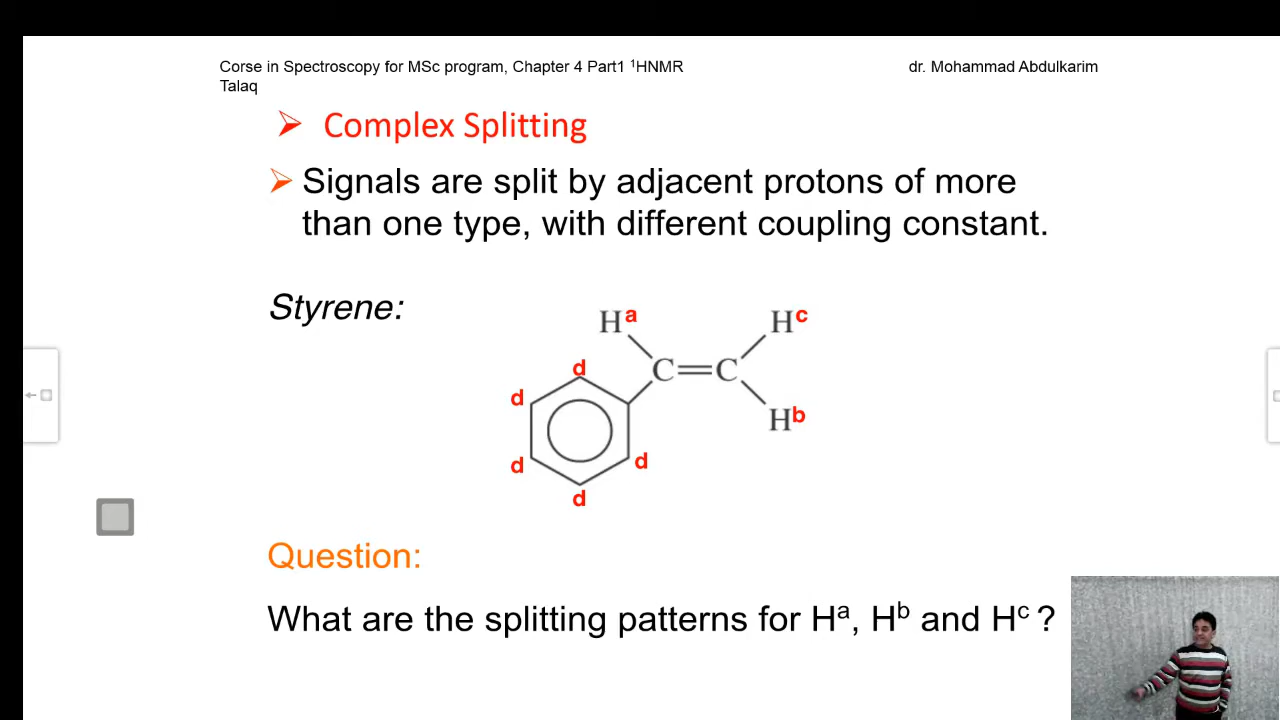 Corse in Spectroscopy for MSc program, Chapter 4 Part1 ¹HNMR dr. Mohammad Abdulkarim
Talaq
➢ Complex Splitting
➢ Signals are split by adjacent protons of more
than one type, with different coupling constant.
Styrene:
Hᵃ Hᶜ
C=C
d
d
Hᵇ
d d
d
Question:
What are the splitting patterns for Hᵃ, Hᵇ and Hᶜ ?